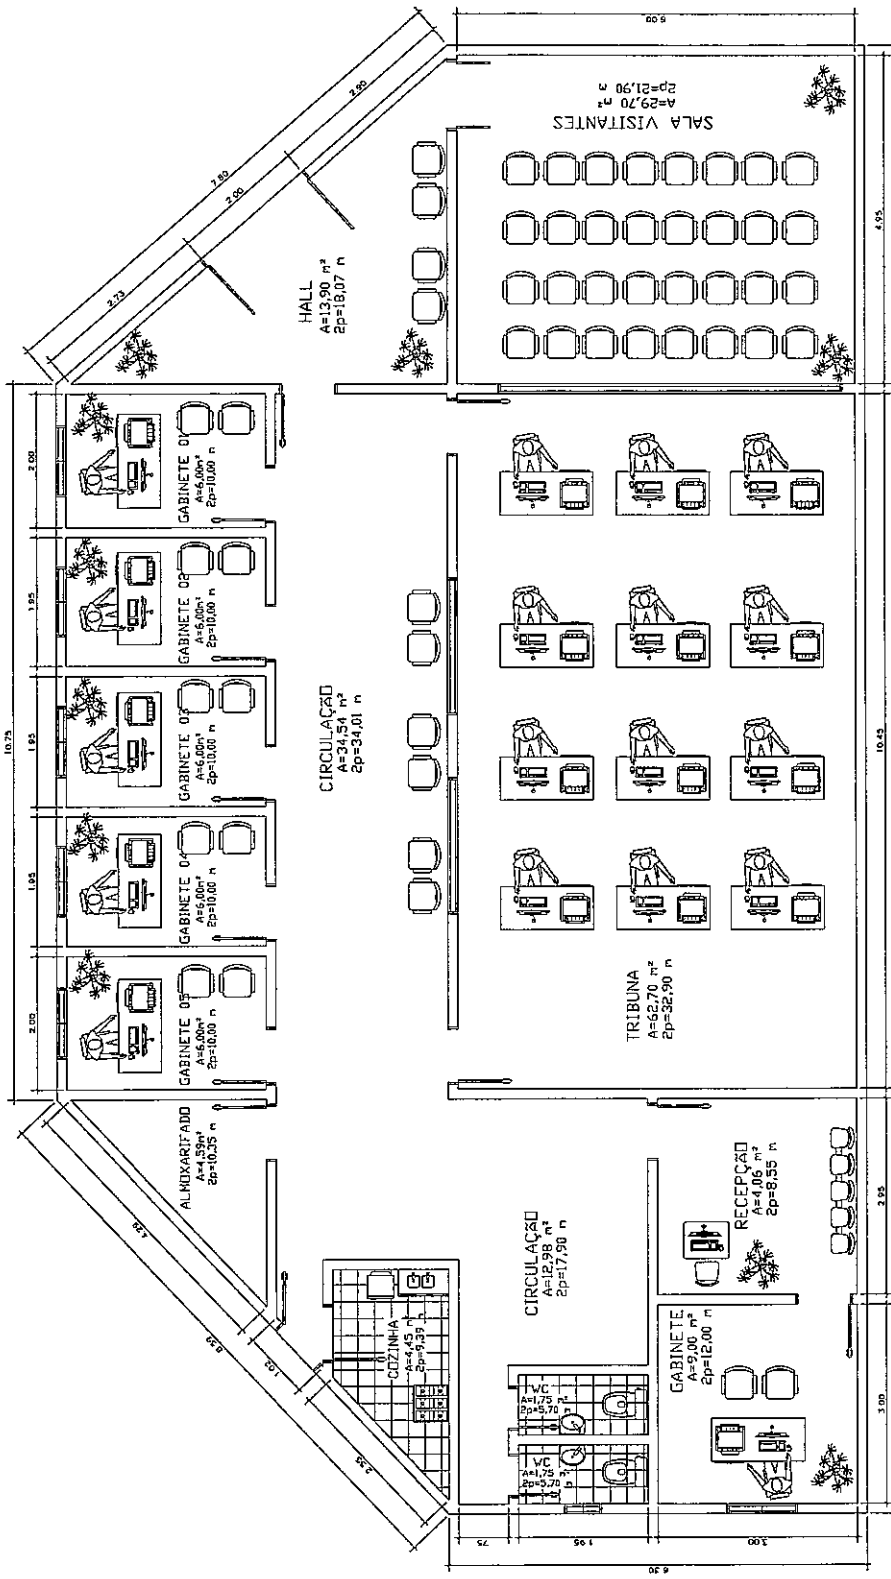 6.00
SALA VISITANTES
A=29,70 m²
2p=21,90 m
4.95
2.90
7.80
2.00
2.73
HALL
A=13,90 m²
2p=18,07 m
10.75
2.00
1.95
1.95
1.95
2.00
GABINETE 01
A=6,00m²
2p=10,00 m
GABINETE 02
A=6,00m²
2p=10,00 m
GABINETE 03
A=6,00m²
2p=10,00 m
GABINETE 04
A=6,00m²
2p=10,00 m
GABINETE 05
A=6,00m²
2p=10,00 m
CIRCULAÇÃO
A=34,54 m²
2p=34,01 m
10.45
TRIBUNA
A=62,70 m²
2p=32,90 m
ALMOXARIFADO
A=4,59m²
2p=10,35 m
4.29
8.39
1.02
2.55
COZINHA
A=4,45 m²
2p=9,39 m
CIRCULAÇÃO
A=12,98 m²
2p=17,90 m
RECEPÇÃO
A=4,06 m²
2p=8,55 m
2.95
GABINETE
A=9,00 m²
2p=12,00 m
3.00
WC
A=1,75 m²
2p=5,70 m
WC
A=1,75 m²
2p=5,70 m
75
1.95
3.00
6.30